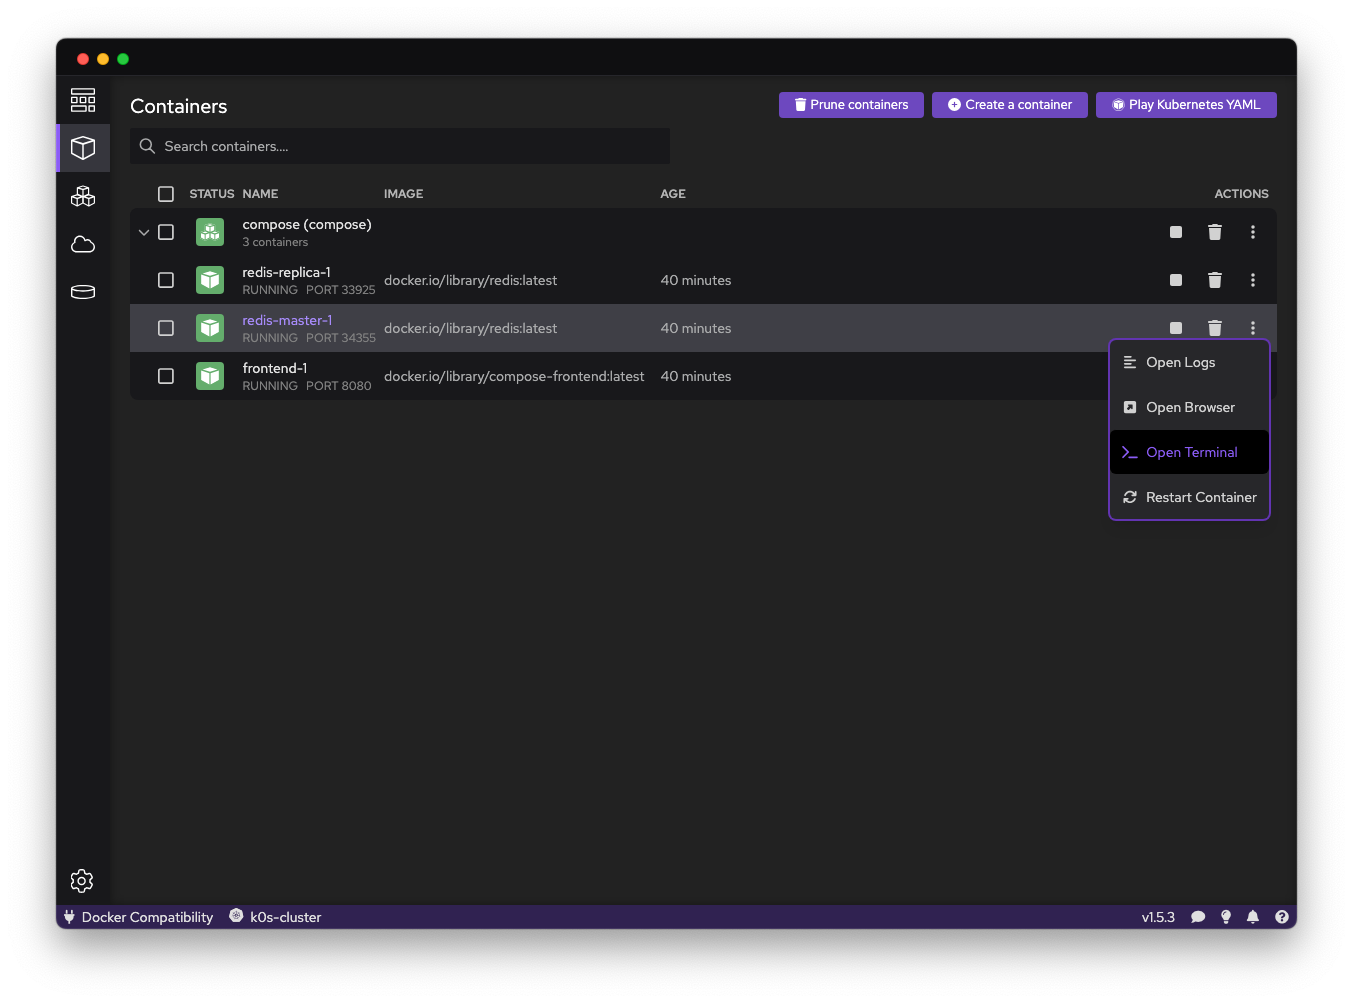 Containers
Prune containers
Create a container
Play Kubernetes YAML
Search containers....
STATUS NAME IMAGE AGE ACTIONS
compose (compose)
3 containers
redis-replica-1
RUNNING PORT 33925 docker.io/library/redis:latest 40 minutes
redis-master-1
RUNNING PORT 34355 docker.io/library/redis:latest 40 minutes
frontend-1
RUNNING PORT 8080 docker.io/library/compose-frontend:latest 40 minutes
Open Logs
Open Browser
Open Terminal
Restart Container
Docker Compatibility k0s-cluster v1.5.3